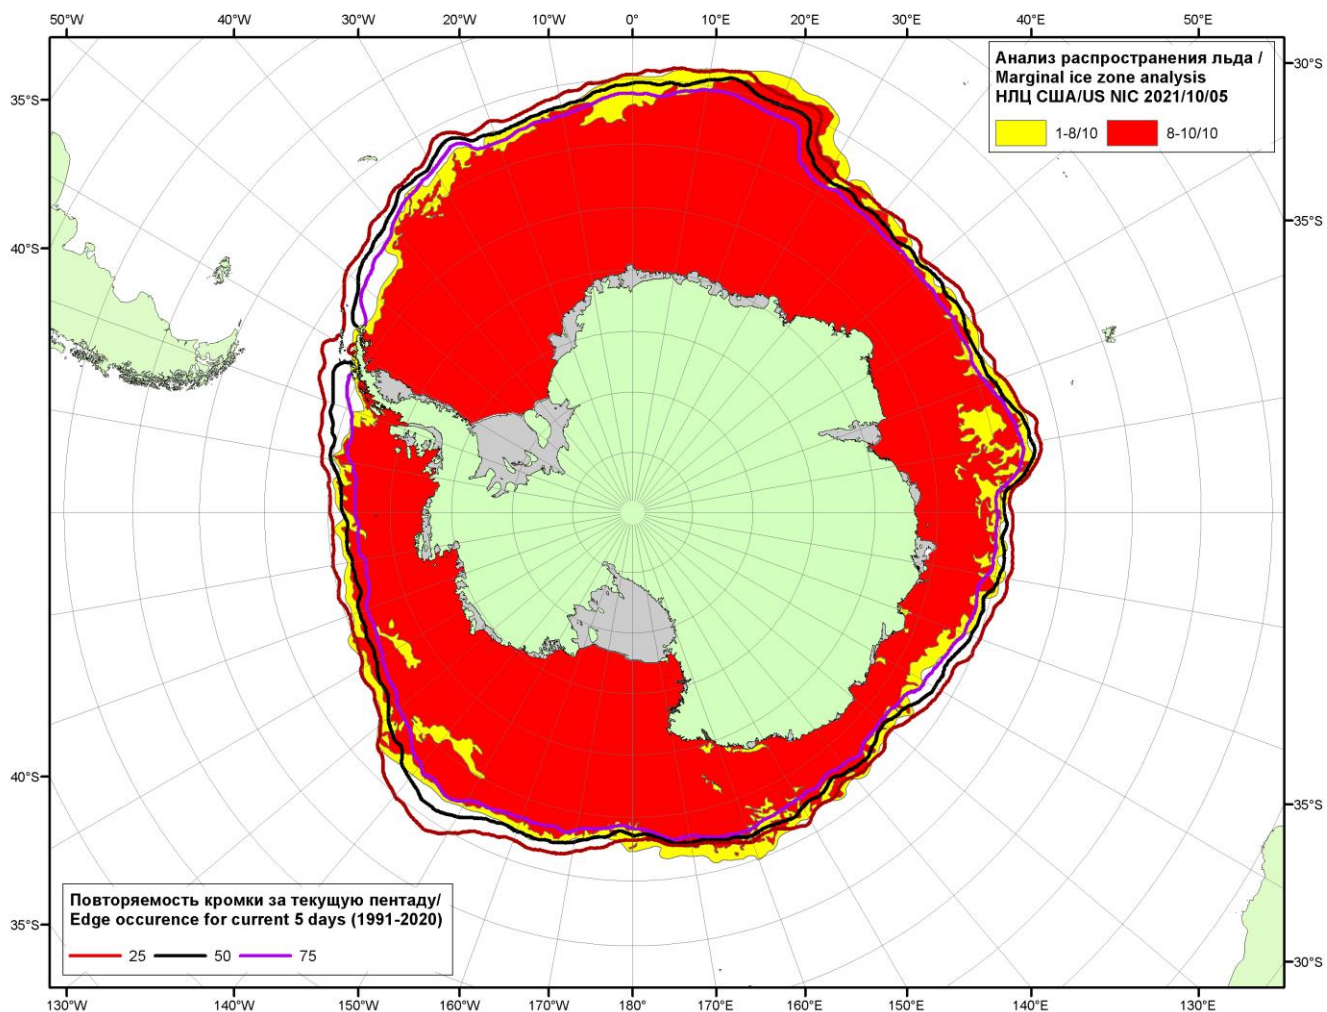 50°W 40°W 30°W 20°W 10°W 0° 10°E 20°E 30°E 40°E 50°E
Анализ распространения льда /
Marginal ice zone analysis
НЛЦ США/US NIC 2021/10/05
1-8/10 8-10/10
30°S
35°S
35°S
40°S
40°S
35°S
35°S
30°S
Повторяемость кромки за текущую пентаду/
Edge occurence for current 5 days (1991-2020)
25 50 75
130°W 140°W 150°W 160°W 170°W 180° 170°E 160°E 150°E 140°E 130°E